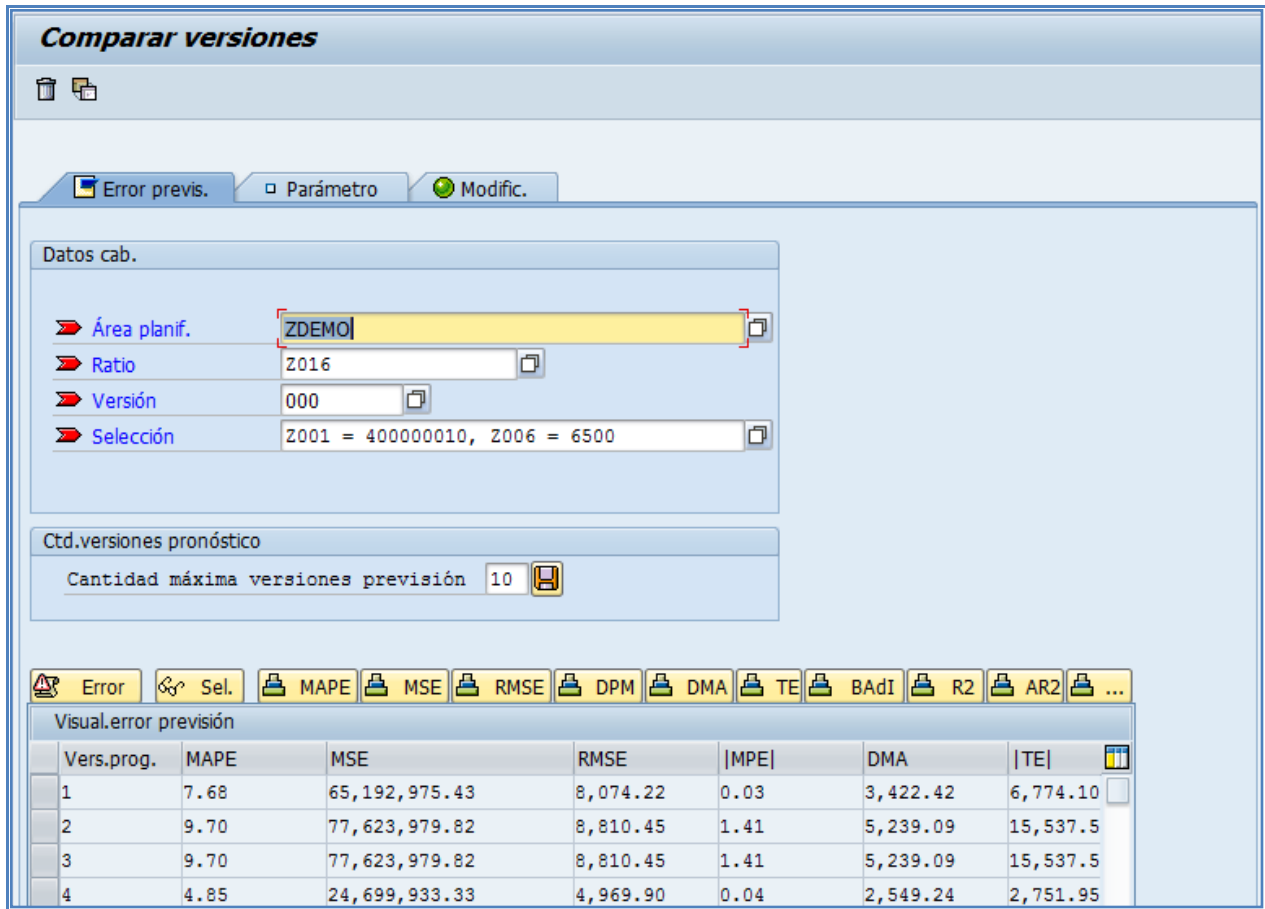 Comparar versiones
Error previs. Parámetro Modific.
Datos cab.
Área planif. ZDEMO
Ratio Z016
Versión 000
Selección Z001 = 400000010, Z006 = 6500
Ctd.versiones pronóstico
Cantidad máxima versiones previsión 10
Error Sel. MAPE MSE RMSE DPM DMA TE BAdI R2 AR2 ...
Visual.error previsión
Vers.prog. MAPE MSE RMSE |MPE| DMA |TE|
1 7.68 65,192,975.43 8,074.22 0.03 3,422.42 6,774.10
2 9.70 77,623,979.82 8,810.45 1.41 5,239.09 15,537.5
3 9.70 77,623,979.82 8,810.45 1.41 5,239.09 15,537.5
4 4.85 24,699,933.33 4,969.90 0.04 2,549.24 2,751.95